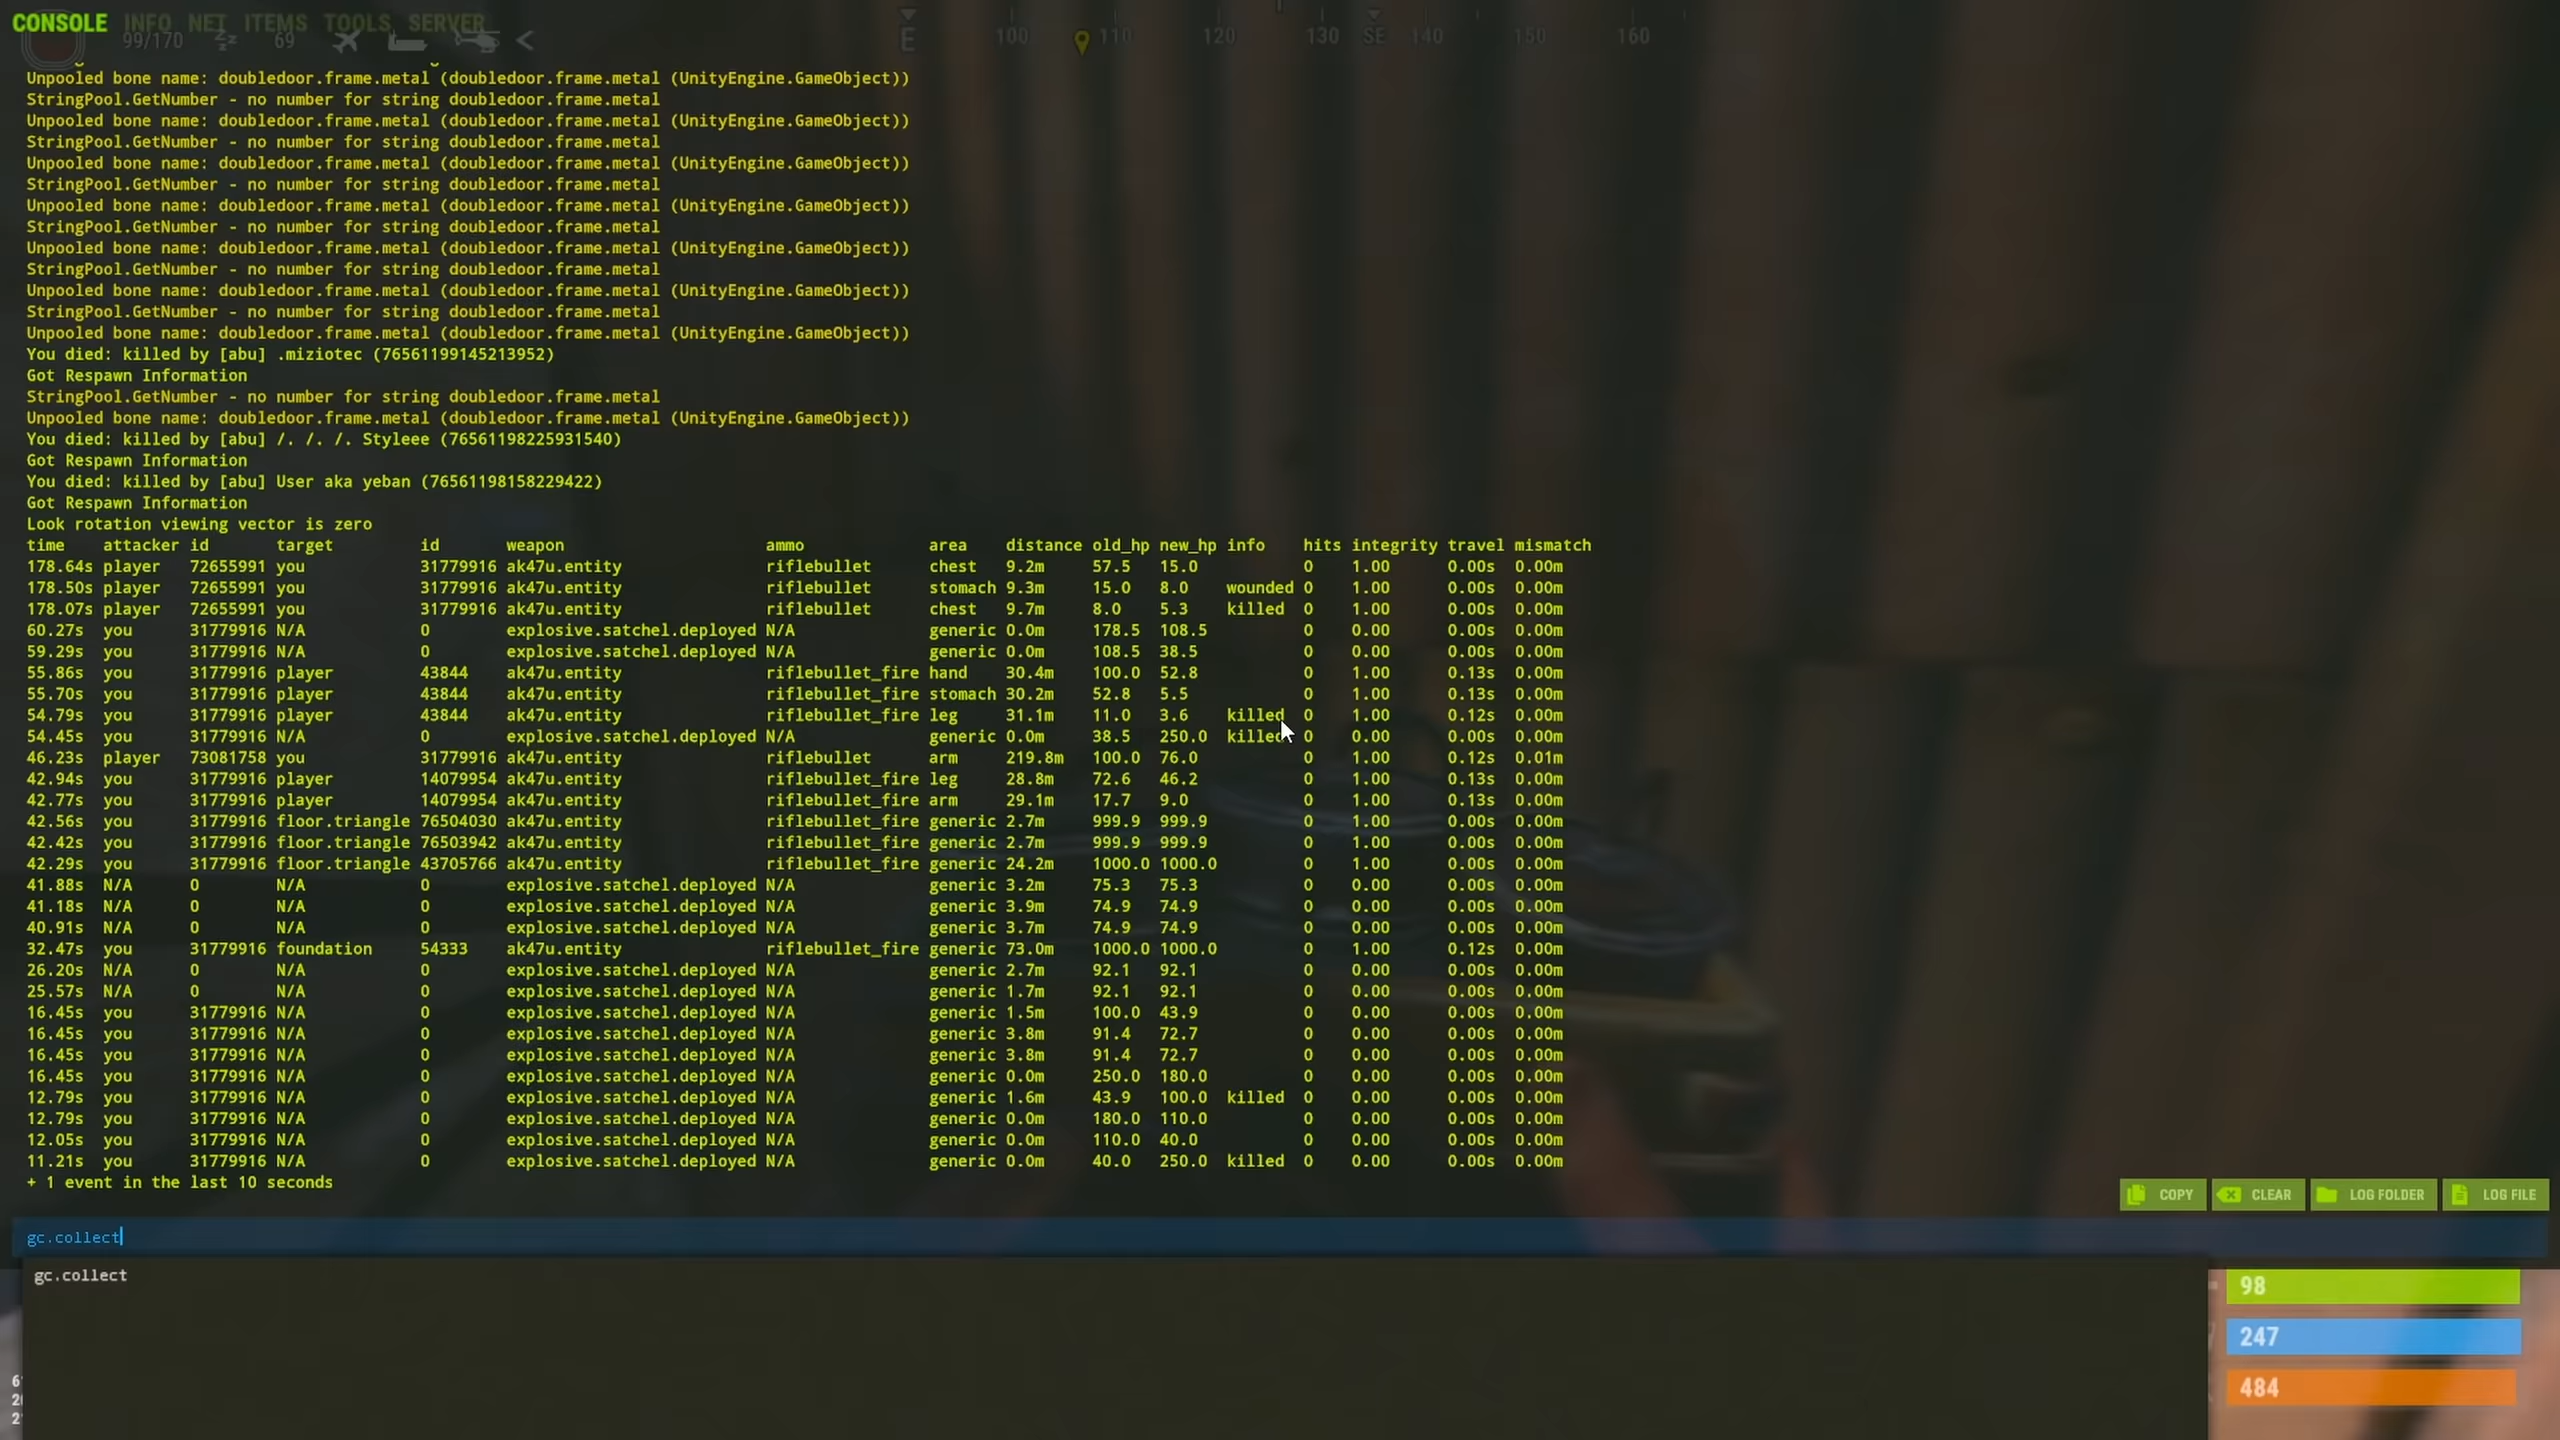 CONSOLE INFO NET ITEMS TOOLS SERVER
99/170 69
E 100 110 120 130 SE 140 150 160
Unpooled bone name: doubledoor.frame.metal (doubledoor.frame.metal (UnityEngine.GameObject))
StringPool.GetNumber - no number for string doubledoor.frame.metal
Unpooled bone name: doubledoor.frame.metal (doubledoor.frame.metal (UnityEngine.GameObject))
StringPool.GetNumber - no number for string doubledoor.frame.metal
Unpooled bone name: doubledoor.frame.metal (doubledoor.frame.metal (UnityEngine.GameObject))
StringPool.GetNumber - no number for string doubledoor.frame.metal
Unpooled bone name: doubledoor.frame.metal (doubledoor.frame.metal (UnityEngine.GameObject))
StringPool.GetNumber - no number for string doubledoor.frame.metal
Unpooled bone name: doubledoor.frame.metal (doubledoor.frame.metal (UnityEngine.GameObject))
StringPool.GetNumber - no number for string doubledoor.frame.metal
Unpooled bone name: doubledoor.frame.metal (doubledoor.frame.metal (UnityEngine.GameObject))
StringPool.GetNumber - no number for string doubledoor.frame.metal
Unpooled bone name: doubledoor.frame.metal (doubledoor.frame.metal (UnityEngine.GameObject))
You died: killed by [abu] .miziotec (76561199145213952)
Got Respawn Information
StringPool.GetNumber - no number for string doubledoor.frame.metal
Unpooled bone name: doubledoor.frame.metal (doubledoor.frame.metal (UnityEngine.GameObject))
You died: killed by [abu] /. /. /. Styleee (76561198225931540)
Got Respawn Information
You died: killed by [abu] User aka yeban (76561198158229422)
Got Respawn Information
Look rotation viewing vector is zero
time attacker id target id weapon ammo area distance old_hp new_hp info hits integrity travel mismatch
178.64s player 72655991 you 31779916 ak47u.entity riflebullet chest 9.2m 57.5 15.0 0 1.00 0.00s 0.00m
178.50s player 72655991 you 31779916 ak47u.entity riflebullet stomach 9.3m 15.0 8.0 wounded 0 1.00 0.00s 0.00m
178.07s player 72655991 you 31779916 ak47u.entity riflebullet chest 9.7m 8.0 5.3 killed 0 1.00 0.00s 0.00m
60.27s you 31779916 N/A 0 explosive.satchel.deployed N/A generic 0.0m 178.5 108.5 0 0.00 0.00s 0.00m
59.29s you 31779916 N/A 0 explosive.satchel.deployed N/A generic 0.0m 108.5 38.5 0 0.00 0.00s 0.00m
55.86s you 31779916 player 43844 ak47u.entity riflebullet_fire hand 30.4m 100.0 52.8 0 1.00 0.13s 0.00m
55.70s you 31779916 player 43844 ak47u.entity riflebullet_fire stomach 30.2m 52.8 5.5 0 1.00 0.13s 0.00m
54.79s you 31779916 player 43844 ak47u.entity riflebullet_fire leg 31.1m 11.0 3.6 killed 0 1.00 0.12s 0.00m
54.45s you 31779916 N/A 0 explosive.satchel.deployed N/A generic 0.0m 38.5 250.0 killed 0 0.00 0.00s 0.00m
46.23s player 73081758 you 31779916 ak47u.entity riflebullet arm 219.8m 100.0 76.0 0 1.00 0.12s 0.01m
42.94s you 31779916 player 14079954 ak47u.entity riflebullet_fire leg 28.8m 72.6 46.2 0 1.00 0.13s 0.00m
42.77s you 31779916 player 14079954 ak47u.entity riflebullet_fire arm 29.1m 17.7 9.0 0 1.00 0.13s 0.00m
42.56s you 31779916 floor.triangle 76504030 ak47u.entity riflebullet_fire generic 2.7m 999.9 999.9 0 1.00 0.00s 0.00m
42.42s you 31779916 floor.triangle 76503942 ak47u.entity riflebullet_fire generic 2.7m 999.9 999.9 0 1.00 0.00s 0.00m
42.29s you 31779916 floor.triangle 43705766 ak47u.entity riflebullet_fire generic 24.2m 1000.0 1000.0 0 1.00 0.00s 0.00m
41.88s N/A 0 N/A 0 explosive.satchel.deployed N/A generic 3.2m 75.3 75.3 0 0.00 0.00s 0.00m
41.18s N/A 0 N/A 0 explosive.satchel.deployed N/A generic 3.9m 74.9 74.9 0 0.00 0.00s 0.00m
40.91s N/A 0 N/A 0 explosive.satchel.deployed N/A generic 3.7m 74.9 74.9 0 0.00 0.00s 0.00m
32.47s you 31779916 foundation 54333 ak47u.entity riflebullet_fire generic 73.0m 1000.0 1000.0 0 1.00 0.12s 0.00m
26.20s N/A 0 N/A 0 explosive.satchel.deployed N/A generic 2.7m 92.1 92.1 0 0.00 0.00s 0.00m
25.57s N/A 0 N/A 0 explosive.satchel.deployed N/A generic 1.7m 92.1 92.1 0 0.00 0.00s 0.00m
16.45s you 31779916 N/A 0 explosive.satchel.deployed N/A generic 1.5m 100.0 43.9 0 0.00 0.00s 0.00m
16.45s you 31779916 N/A 0 explosive.satchel.deployed N/A generic 3.8m 91.4 72.7 0 0.00 0.00s 0.00m
16.45s you 31779916 N/A 0 explosive.satchel.deployed N/A generic 3.8m 91.4 72.7 0 0.00 0.00s 0.00m
16.45s you 31779916 N/A 0 explosive.satchel.deployed N/A generic 0.0m 250.0 180.0 0 0.00 0.00s 0.00m
12.79s you 31779916 N/A 0 explosive.satchel.deployed N/A generic 1.6m 43.9 100.0 killed 0 0.00 0.00s 0.00m
12.79s you 31779916 N/A 0 explosive.satchel.deployed N/A generic 0.0m 180.0 110.0 0 0.00 0.00s 0.00m
12.05s you 31779916 N/A 0 explosive.satchel.deployed N/A generic 0.0m 110.0 40.0 0 0.00 0.00s 0.00m
11.21s you 31779916 N/A 0 explosive.satchel.deployed N/A generic 0.0m 40.0 250.0 killed 0 0.00 0.00s 0.00m
+ 1 event in the last 10 seconds
COPY CLEAR LOG FOLDER LOG FILE
gc.collect
gc.collect
98
247
484